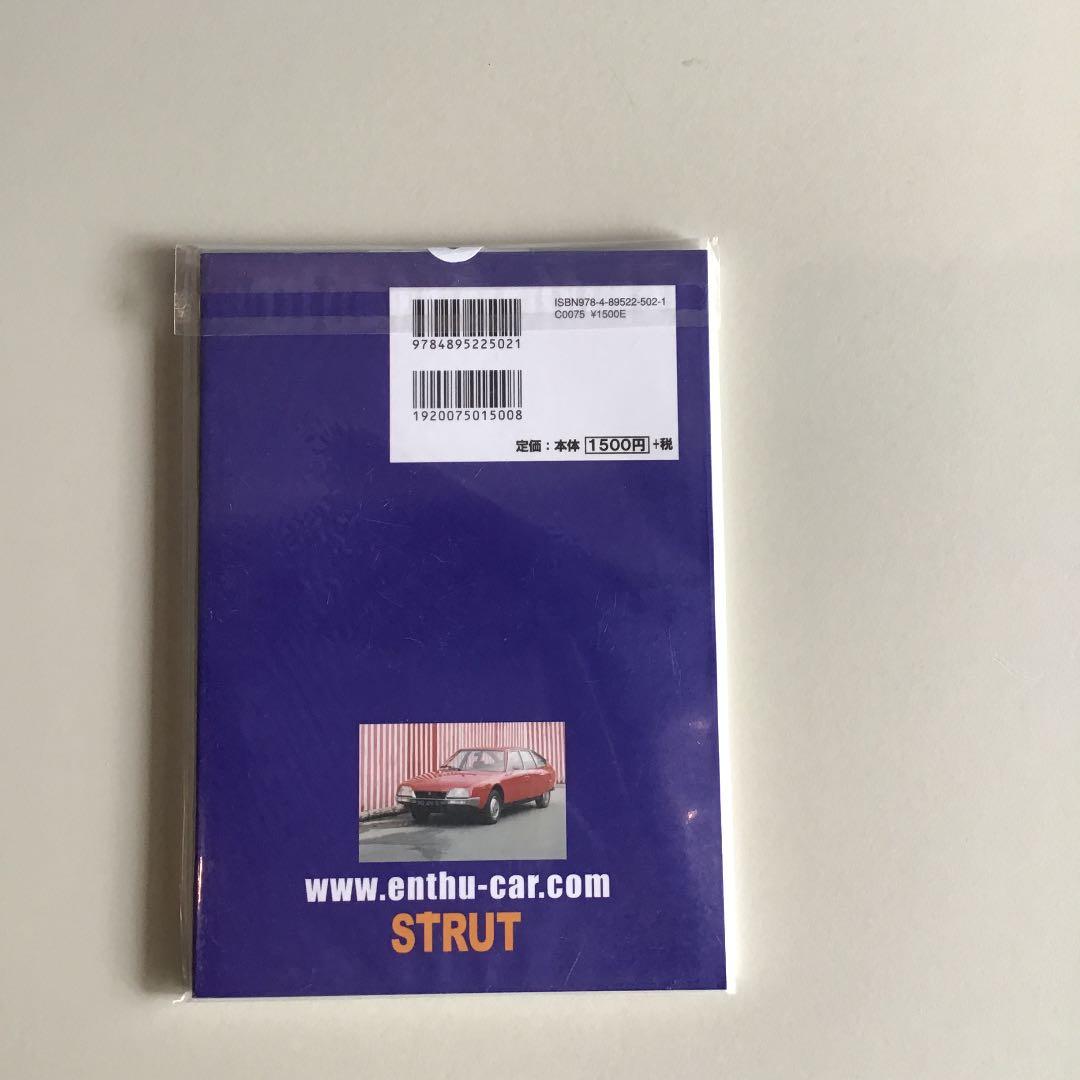 ISBN978-4-89522-502-1
C0075 ¥1500E
9784895225021
1920075015008
定価：本体 1500円 +税
www.enthu-car.com
STRUT